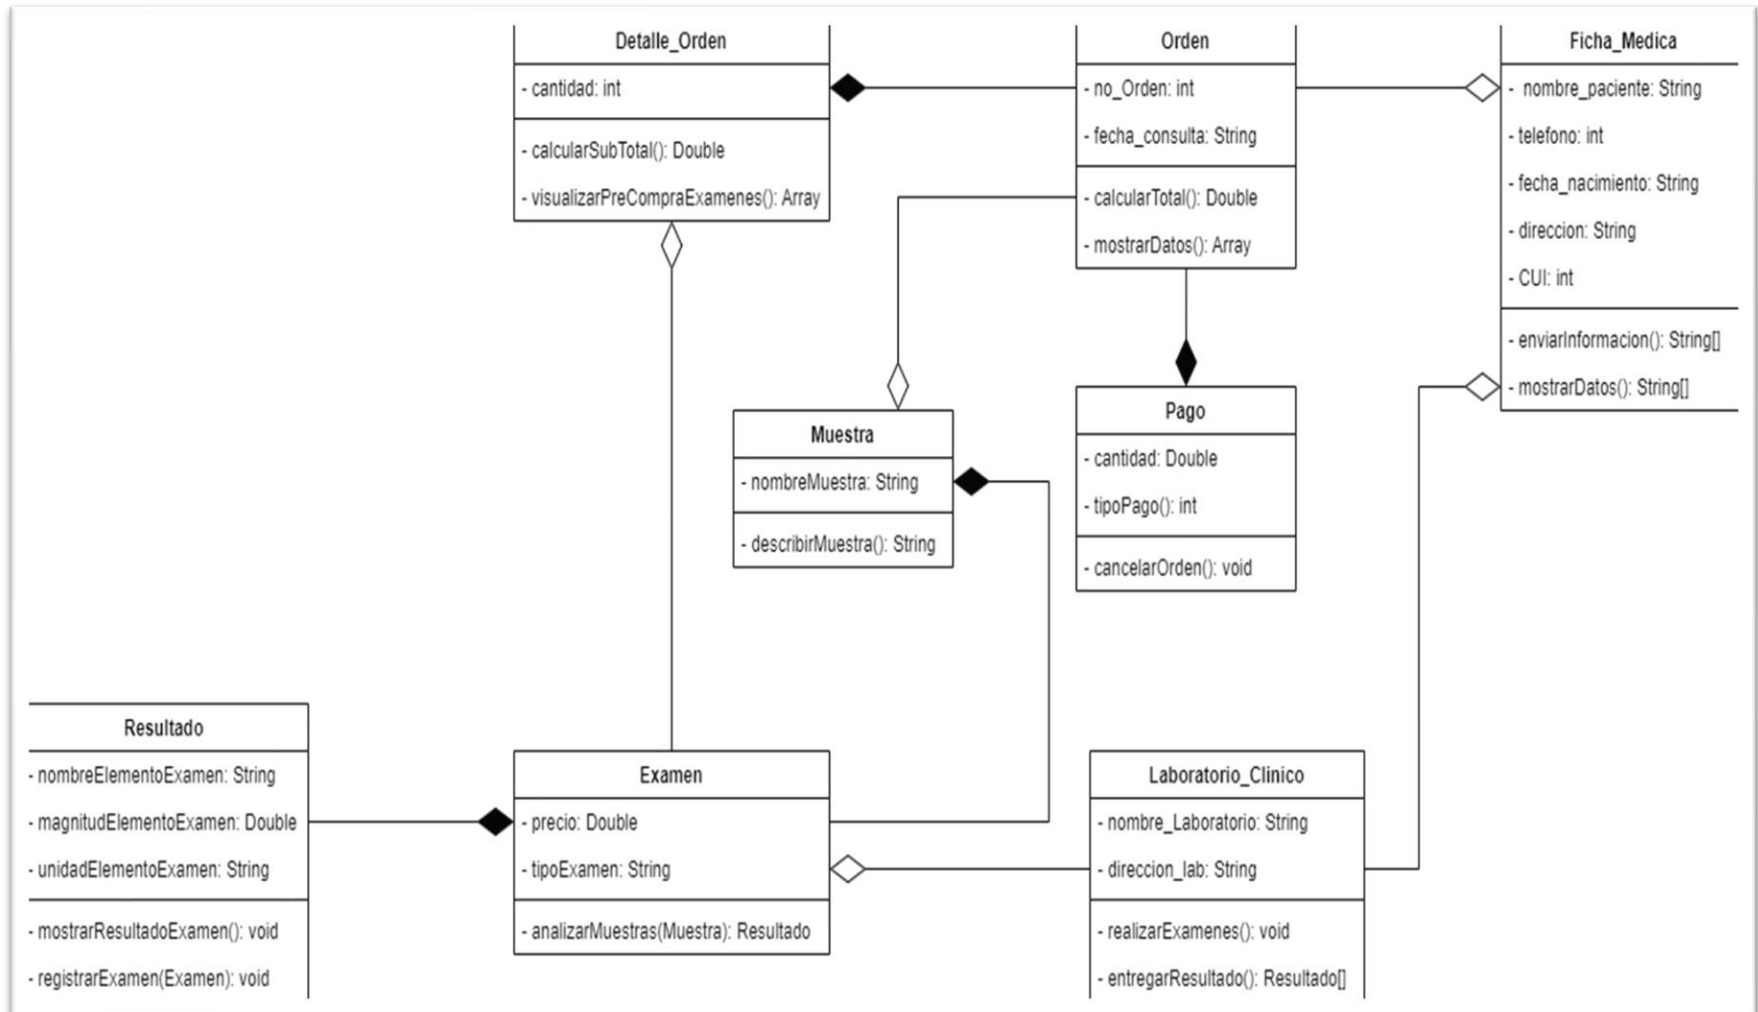 Detalle_Orden
- cantidad: int
- calcularSubTotal(): Double
- visualizarPreCompraExamenes(): Array
Orden
- no_Orden: int
- fecha_consulta: String
- calcularTotal(): Double
- mostrarDatos(): Array
Ficha_Medica
- nombre_paciente: String
- telefono: int
- fecha_nacimiento: String
- direccion: String
- CUI: int
- enviarInformacion(): String[]
- mostrarDatos(): String[]
Muestra
- nombreMuestra: String
- describirMuestra(): String
Pago
- cantidad: Double
- tipoPago(): int
- cancelarOrden(): void
Resultado
- nombreElementoExamen: String
- magnitudElementoExamen: Double
- unidadElementoExamen: String
- mostrarResultadoExamen(): void
- registrarExamen(Examen): void
Examen
- precio: Double
- tipoExamen: String
- analizarMuestras(Muestra): Resultado
Laboratorio_Clinico
- nombre_Laboratorio: String
- direccion_lab: String
- realizarExamenes(): void
- entregarResultado(): Resultado[]